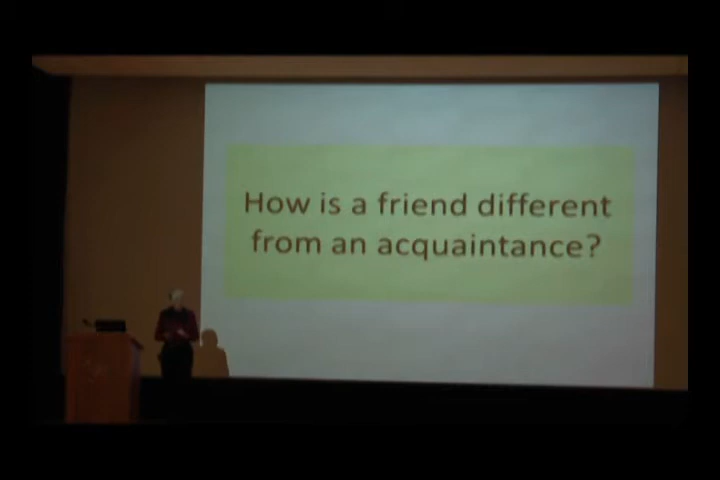 How is a friend different
from an acquaintance?